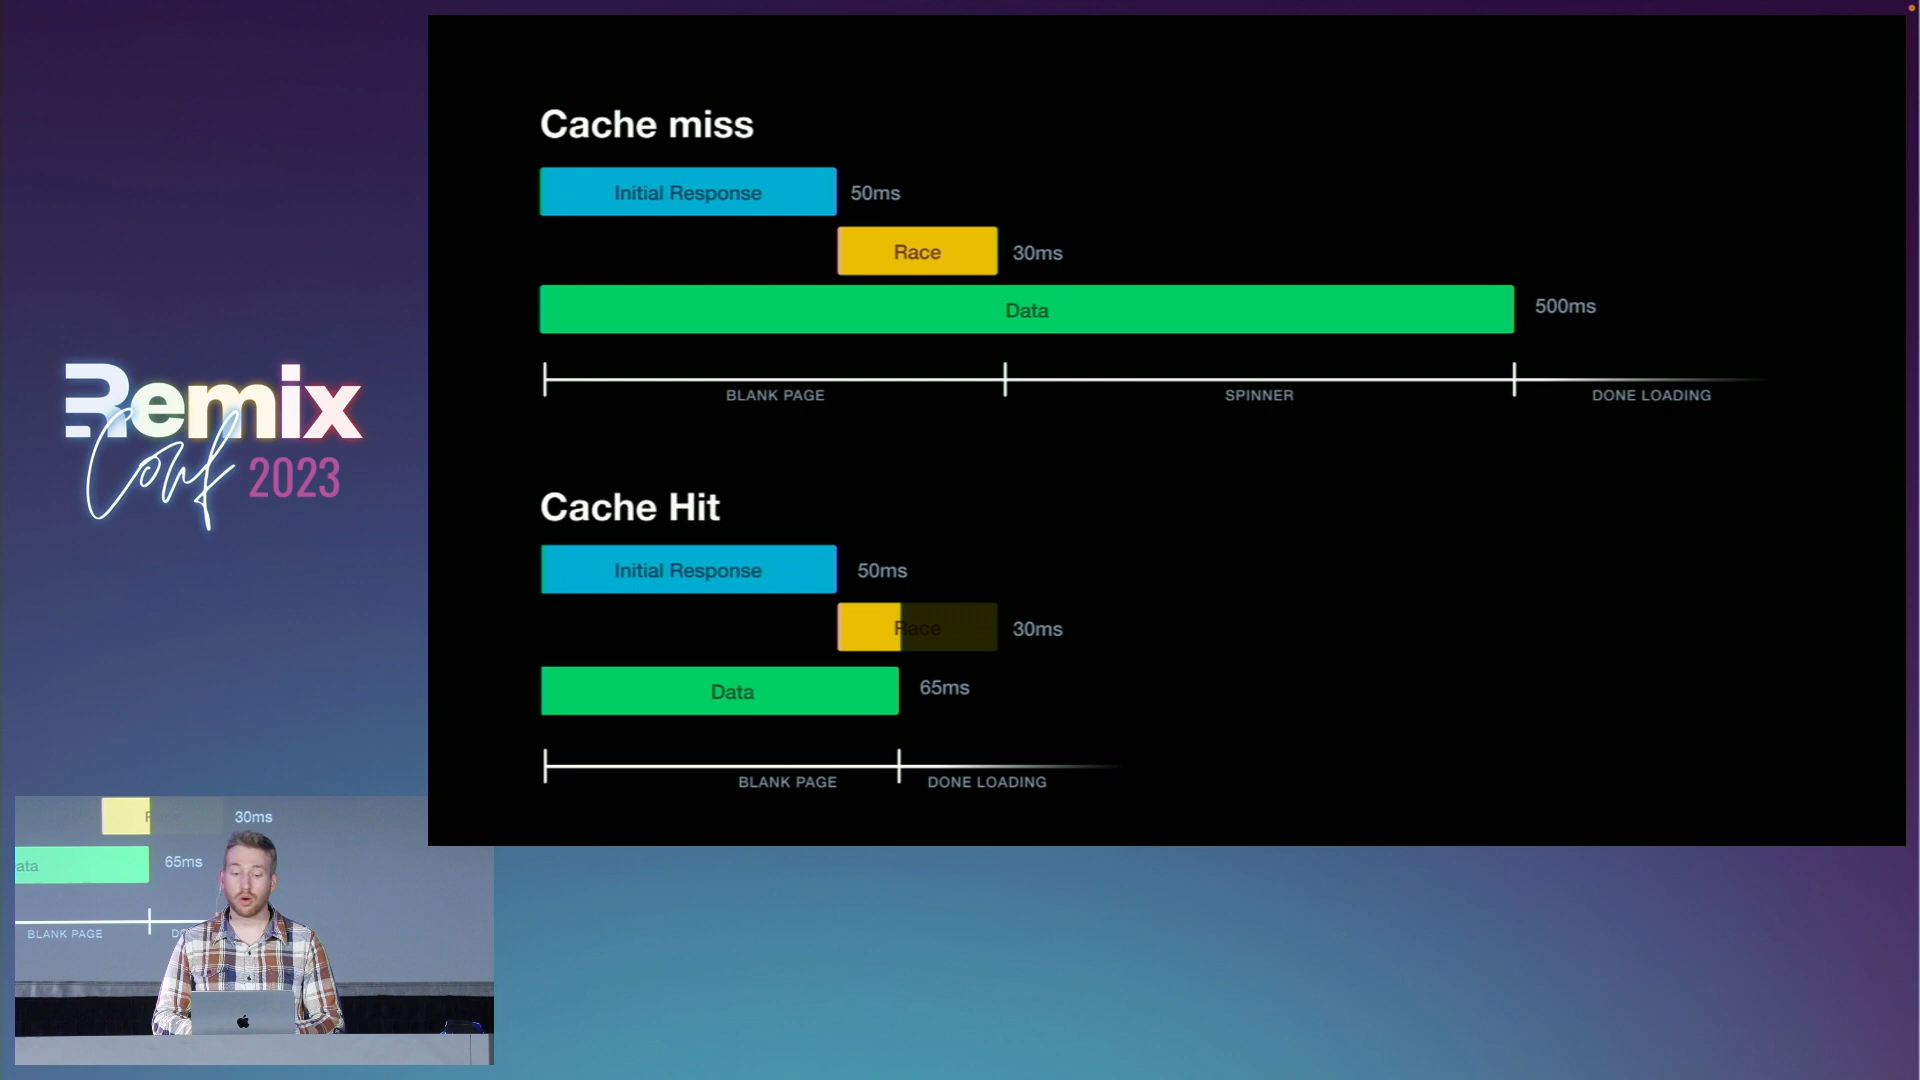 Remix
Conf 2023
Cache miss
Initial Response 50ms
Race 30ms
Data 500ms
BLANK PAGE SPINNER DONE LOADING
Cache Hit
Initial Response 50ms
Race 30ms
Data 65ms
BLANK PAGE DONE LOADING
30ms
ata 65ms
BLANK PAGE